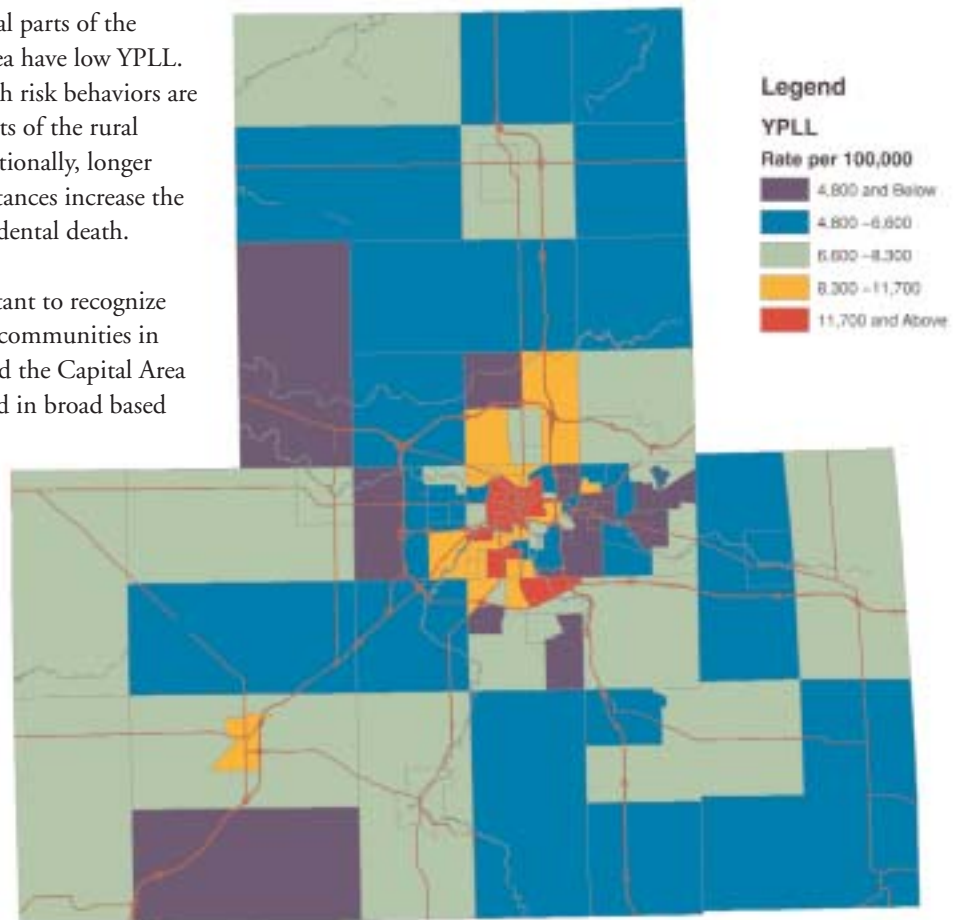 al parts of the
ea have low YPLL.
h risk behaviors are
ts of the rural
tionally, longer
tances increase the
dental death.
tant to recognize
communities in
d the Capital Area
d in broad based
Legend
YPLL
Rate per 100,000
4,800 and Below
4,800 –6,600
6,600 –8,300
8,300 –11,700
11,700 and Above